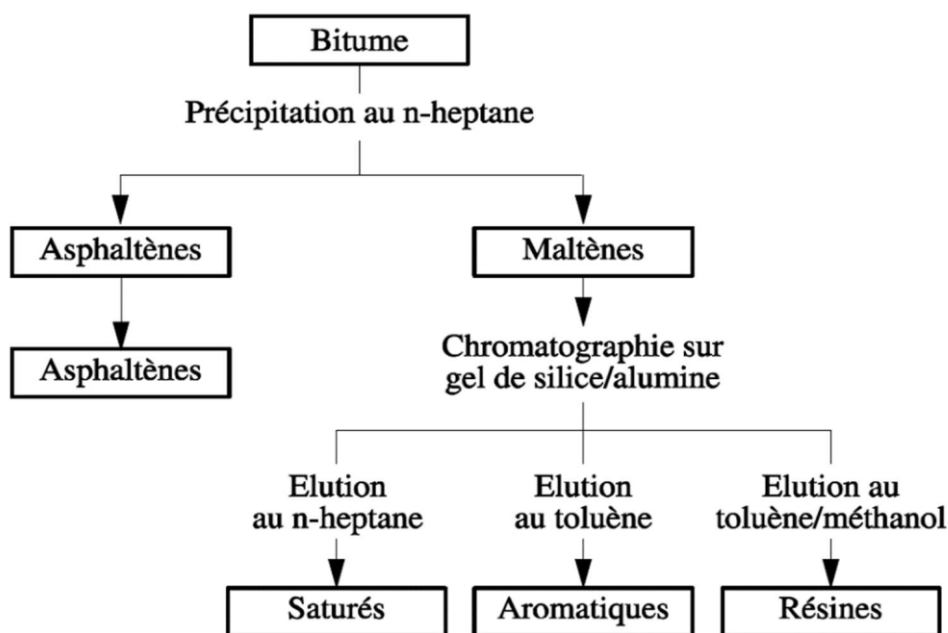 Bitume
Précipitation au n-heptane
Asphaltènes
Maltènes
Asphaltènes
Chromatographie sur
gel de silice/alumine
Elution
au n-heptane
Elution
au toluène
Elution au
toluène/méthanol
Saturés
Aromatiques
Résines